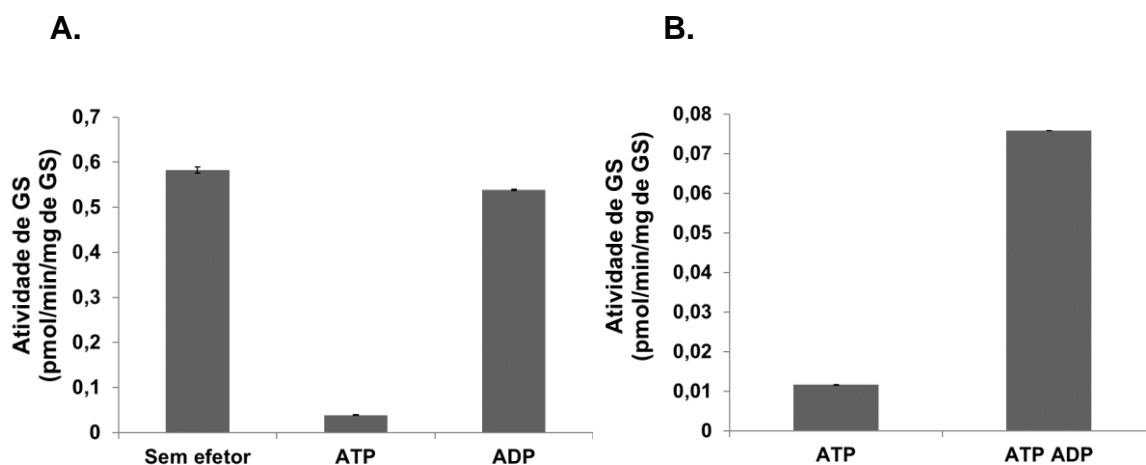 A.
Atividade de GS
(pmol/min/mg de GS)
0,7
0,6
0,5
0,4
0,3
0,2
0,1
0
Sem efetor
ATP
ADP
B.
Atividade de GS
(pmol/min/mg de GS)
0,08
0,07
0,06
0,05
0,04
0,03
0,02
0,01
0
ATP
ATP ADP